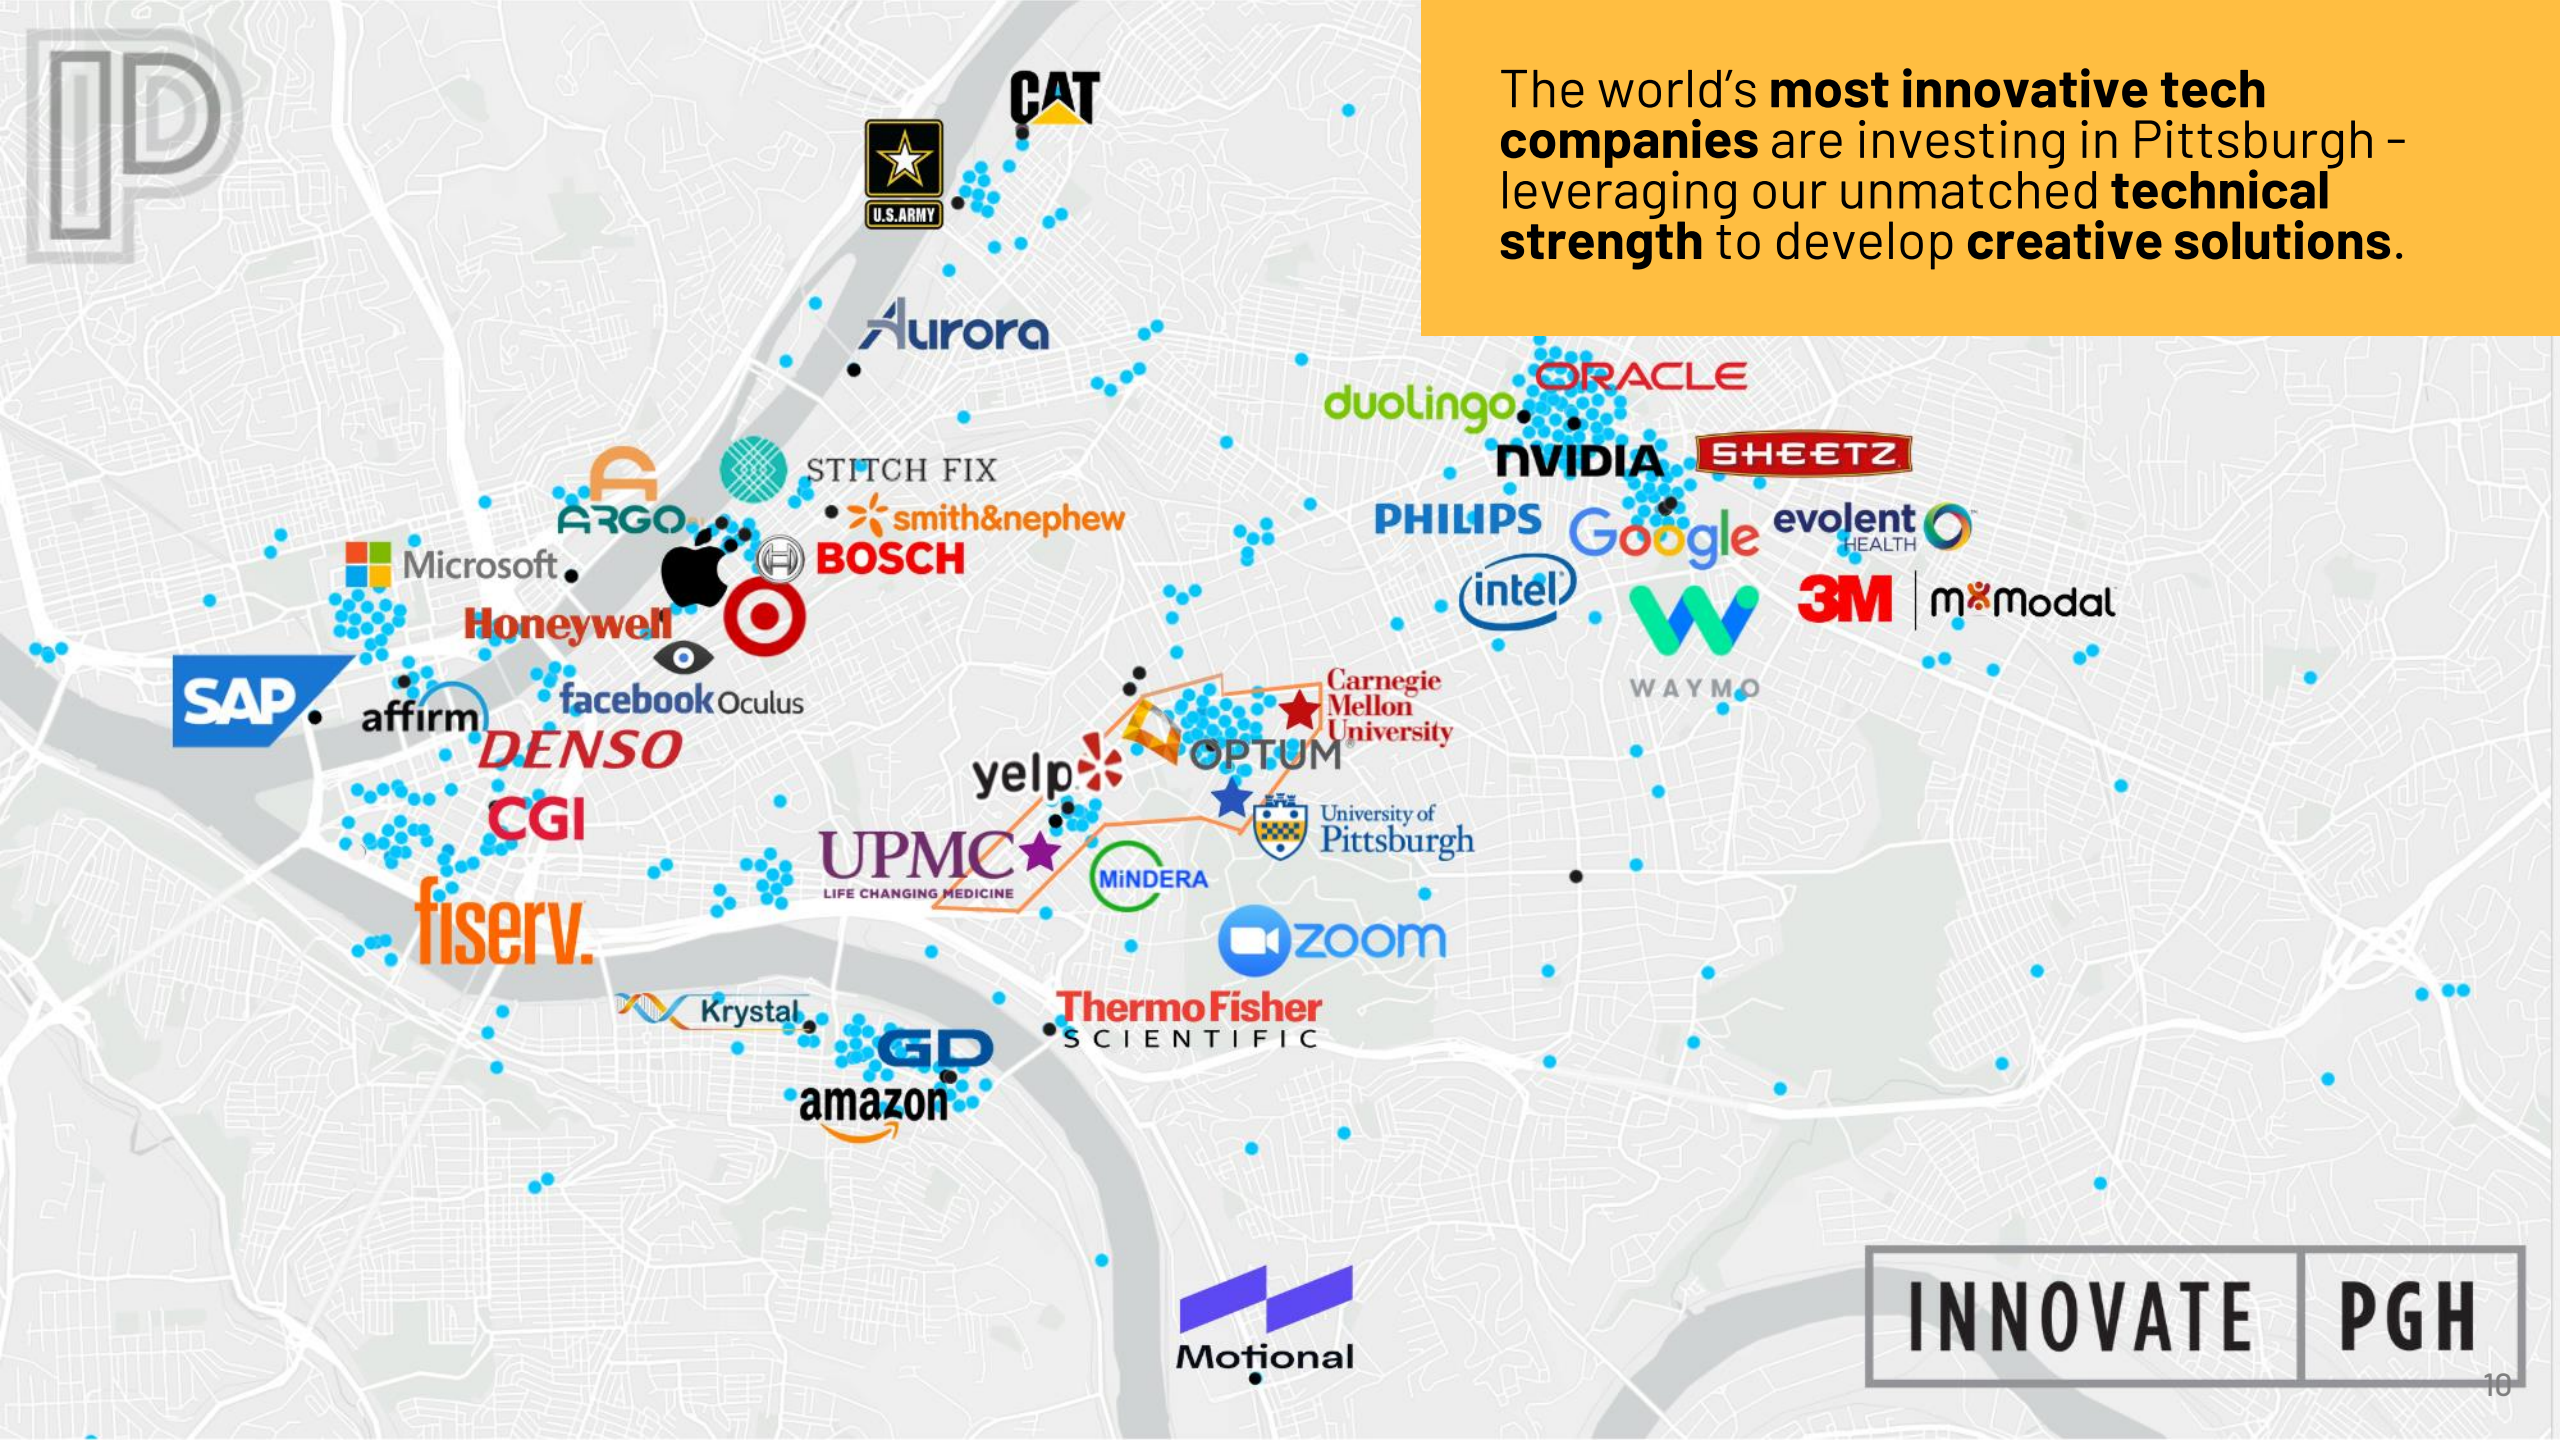 P
The world’s most innovative tech
companies are investing in Pittsburgh -
leveraging our unmatched technical
strength to develop creative solutions.
CAT
U.S.ARMY
Aurora
ORACLE
duolingo
nVIDIA
SHEETZ
ARGO
STITCH FIX
smith&nephew
BOSCH
Microsoft
Honeywell
PHILIPS
Google
evolent
HEALTH
intel
3M
M*Modal
WAYMO
SAP
affirm
facebook Oculus
DENSO
CGI
fiserv.
Carnegie
Mellon
University
OPTUM®
yelp
UPMC
LIFE CHANGING MEDICINE
University of
Pittsburgh
MiNDERA
zoom
Krystal
GD
amazon
ThermoFisher
SCIENTIFIC
Motional
INNOVATE PGH
10